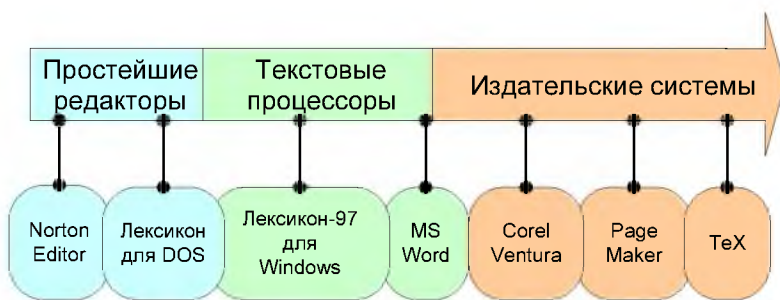 Простейшие
редакторы
Текстовые
процессоры
Издательские системы
Norton
Editor
Лексикон
для DOS
Лексикон-97
для
Windows
MS
Word
Corel
Ventura
Page
Maker
TeX